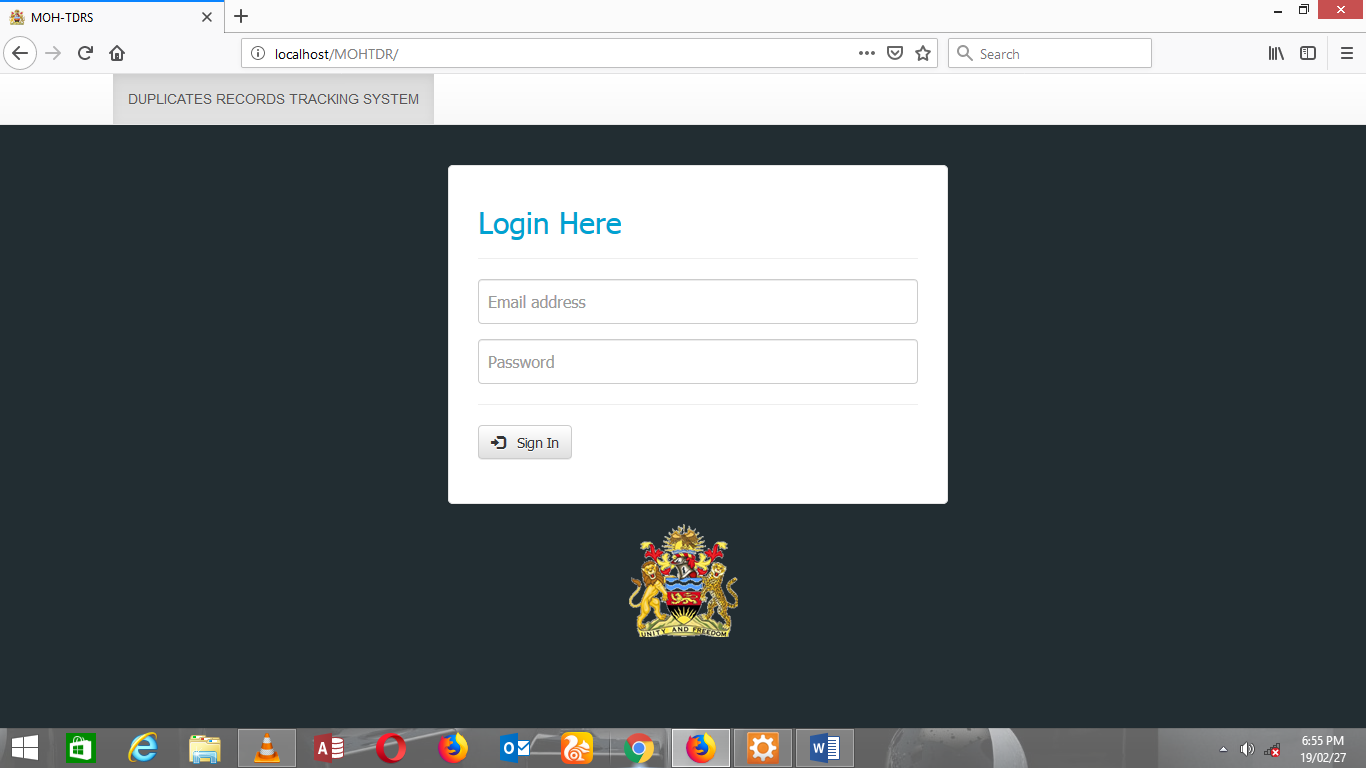 MOH-TDRS
localhost/MOHTDR/
Search
DUPLICATES RECORDS TRACKING SYSTEM
Login Here
Email address
Password
Sign In
UNITY AND FREEDOM
6:55 PM
19/02/27